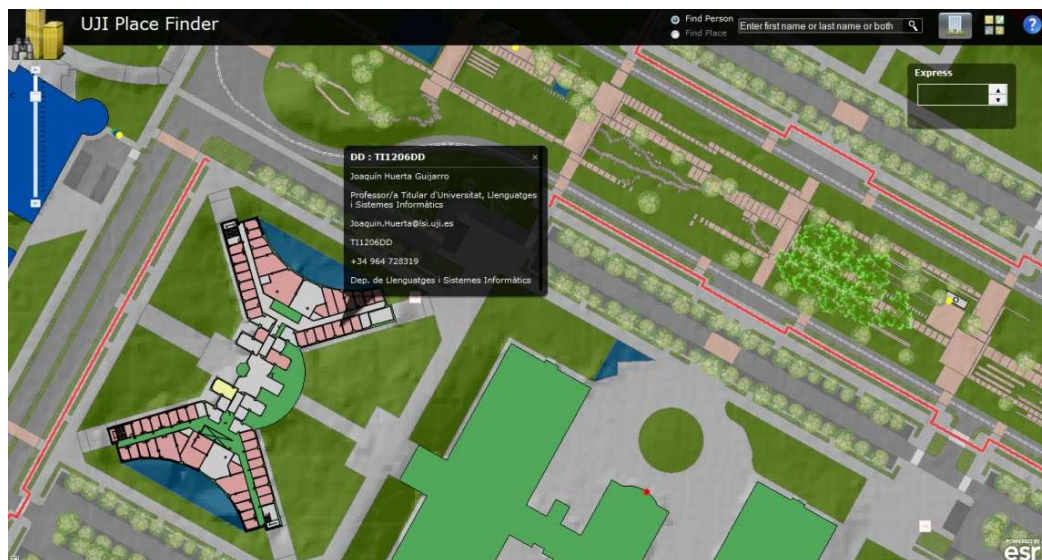 UJI Place Finder
Find Person
Find Place
Enter first name or last name or both
?
Express
DD : TI1206DD
x
Joaquín Huerta Guijarro
Professor/a Titular d'Universitat, Llenguatges
i Sistemes Informàtics
Joaquin.Huerta@lsi.uji.es
TI1206DD
+34 964 728319
Dep. de Llenguatges i Sistemes Informàtics
POWERED BY
esri